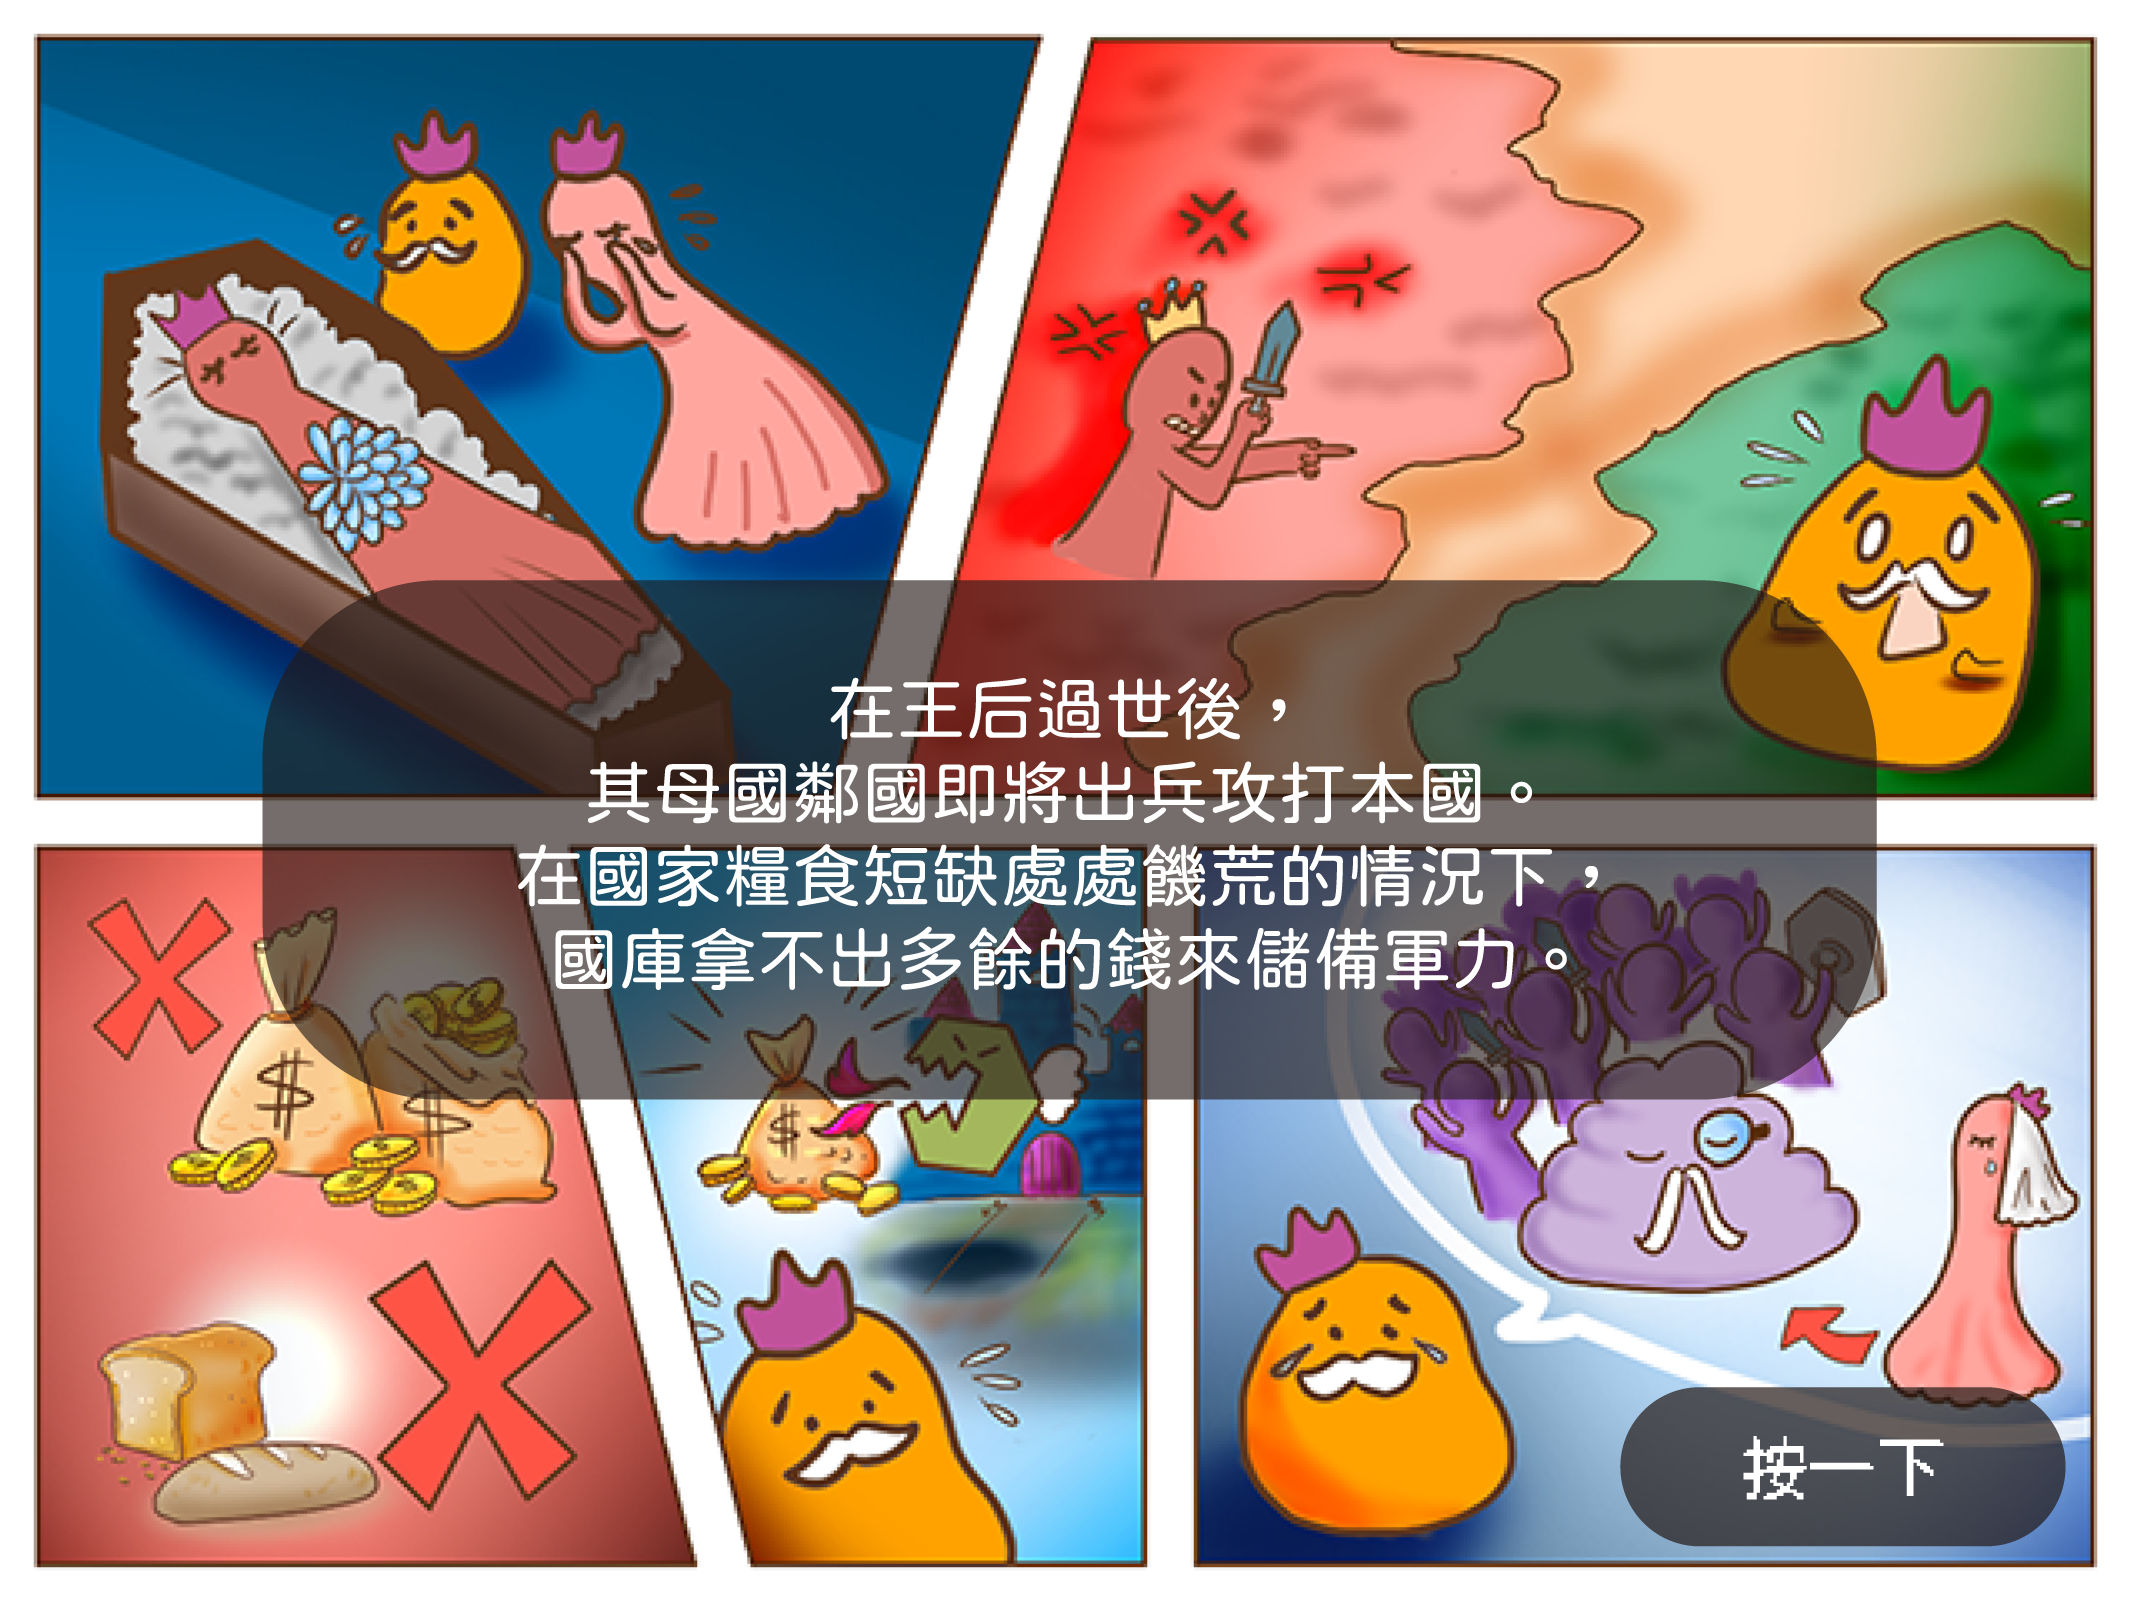 在王后過世後，
其母國鄰國即將出兵攻打本國。
在國家糧食短缺處處饑荒的情況下，
國庫拿不出多餘的錢來儲備軍力。
$
$
$
按一下